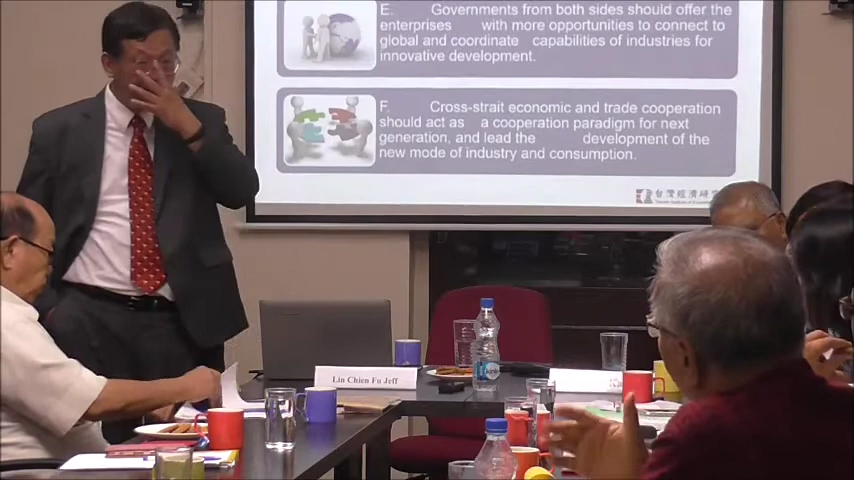 E. Governments from both sides should offer the
enterprises with more opportunities to connect to
global and coordinate capabilities of industries for
innovative development.
F. Cross-strait economic and trade cooperation
should act as a cooperation paradigm for next
generation, and lead the development of the
new mode of industry and consumption.
台灣經濟研
Lin Chien Fu Jeff